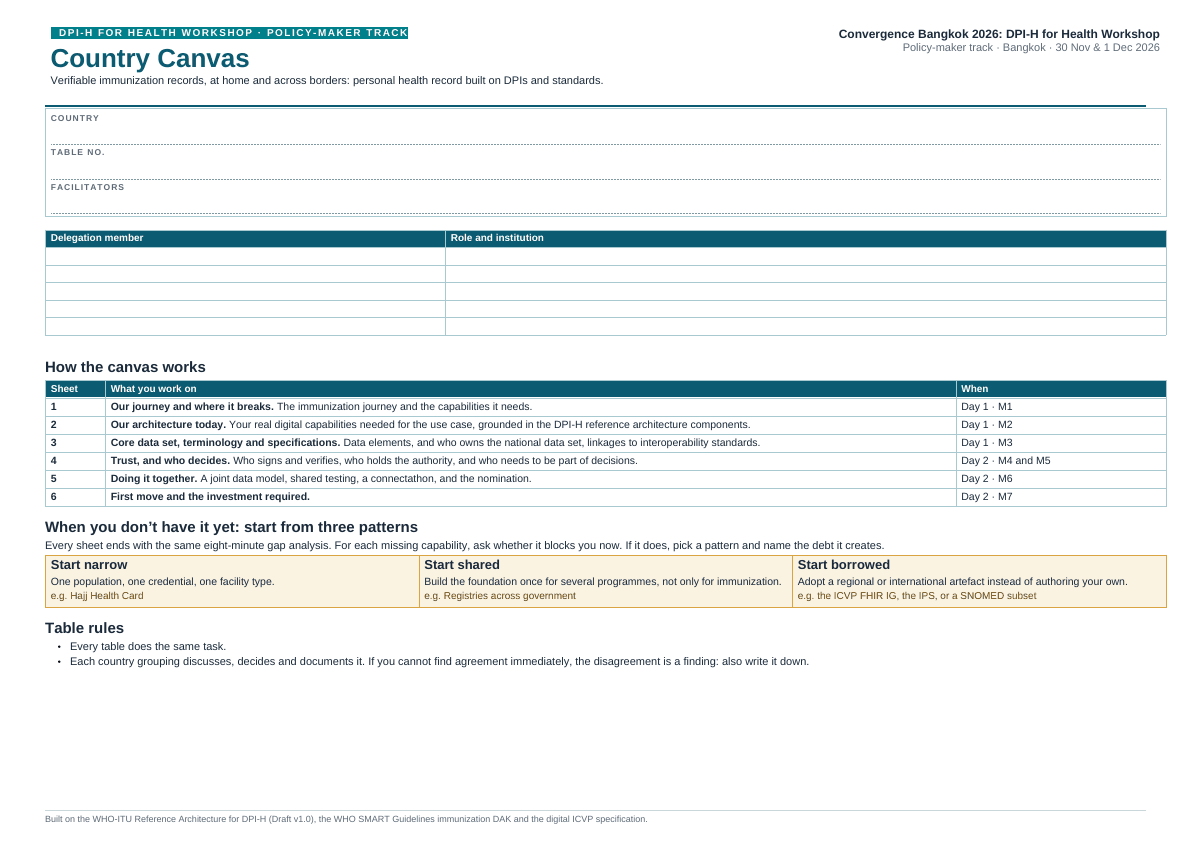 DPI-H FOR HEALTH WORKSHOP · POLICY-MAKER TRACK
Convergence Bangkok 2026: DPI-H for Health Workshop
Country Canvas
Policy-maker track · Bangkok · 30 Nov & 1 Dec 2026
Verifiable immunization records, at home and across borders: personal health record built on DPIs and standards.
COUNTRY
TABLE NO.
FACILITATORS
Delegation member Role and institution
How the canvas works
Sheet What you work on When
1 Our journey and where it breaks. The immunization journey and the capabilities it needs. Day 1 · M1
2 Our architecture today. Your real digital capabilities needed for the use case, grounded in the DPI-H reference architecture components. Day 1 · M2
3 Core data set, terminology and specifications. Data elements, and who owns the national data set, linkages to interoperability standards. Day 1 · M3
4 Trust, and who decides. Who signs and verifies, who holds the authority, and who needs to be part of decisions. Day 2 · M4 and M5
5 Doing it together. A joint data model, shared testing, a connectathon, and the nomination. Day 2 · M6
6 First move and the investment required. Day 2 · M7
When you don’t have it yet: start from three patterns
Every sheet ends with the same eight-minute gap analysis. For each missing capability, ask whether it blocks you now. If it does, pick a pattern and name the debt it creates.
Start narrow
One population, one credential, one facility type.
e.g. Hajj Health Card
Start shared
Build the foundation once for several programmes, not only for immunization.
e.g. Registries across government
Start borrowed
Adopt a regional or international artefact instead of authoring your own.
e.g. the ICVP FHIR IG, the IPS, or a SNOMED subset
Table rules
• Every table does the same task.
• Each country grouping discusses, decides and documents it. If you cannot find agreement immediately, the disagreement is a finding: also write it down.
Built on the WHO-ITU Reference Architecture for DPI-H (Draft v1.0), the WHO SMART Guidelines immunization DAK and the digital ICVP specification.